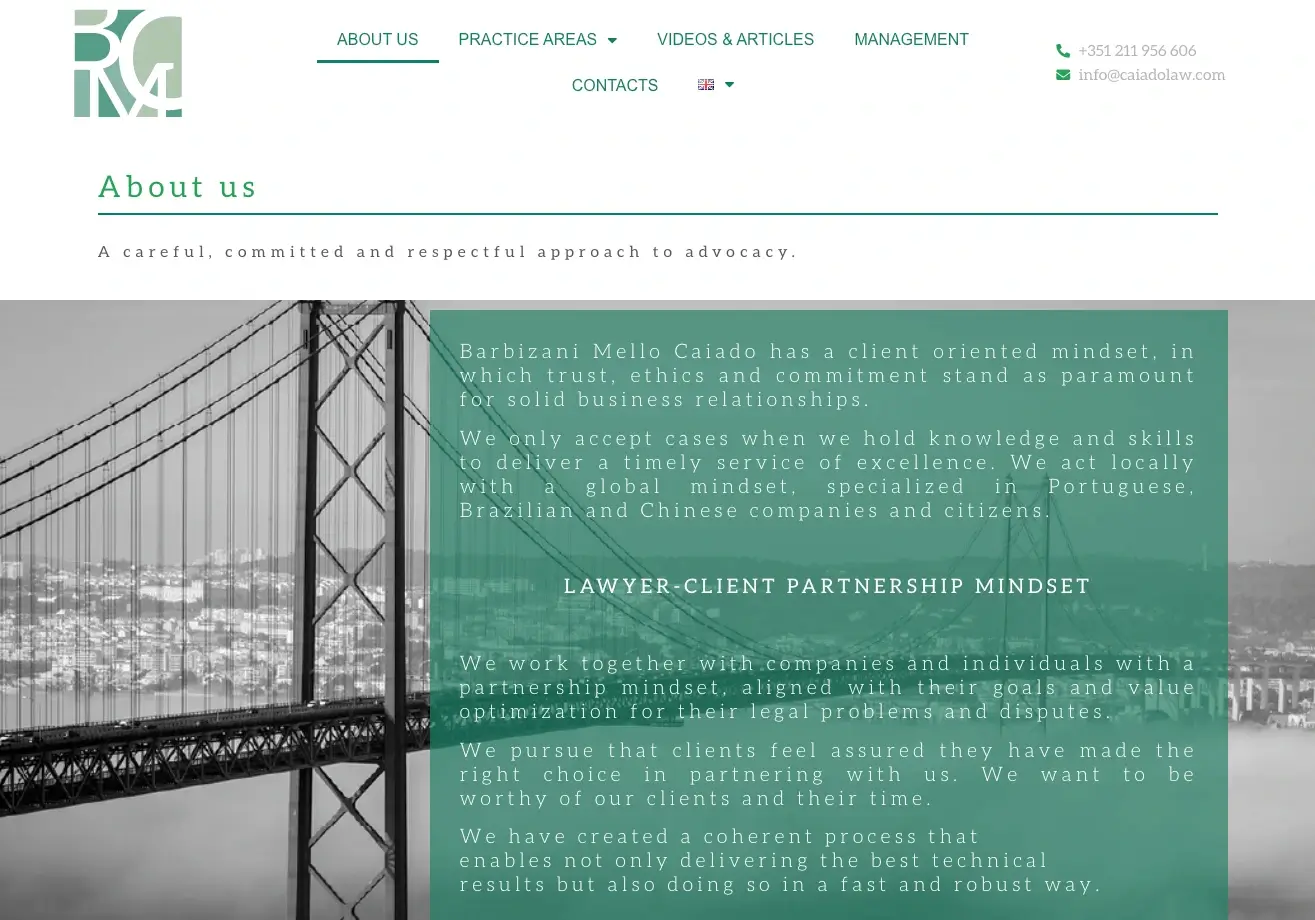 BCM
ABOUT US
PRACTICE AREAS
VIDEOS & ARTICLES
MANAGEMENT
CONTACTS
+351 211 956 606
info@caiadolaw.com
About us
A careful, committed and respectful approach to advocacy.
Barbizani Mello Caiado has a client oriented mindset, in
which trust, ethics and commitment stand as paramount
for solid business relationships.
We only accept cases when we hold knowledge and skills
to deliver a timely service of excellence. We act locally
with a global mindset, specialized in Portuguese,
Brazilian and Chinese companies and citizens.
LAWYER-CLIENT PARTNERSHIP MINDSET
We work together with companies and individuals with a
partnership mindset, aligned with their goals and value
optimization for their legal problems and disputes.
We pursue that clients feel assured they have made the
right choice in partnering with us. We want to be
worthy of our clients and their time.
We have created a coherent process that
enables not only delivering the best technical
results but also doing so in a fast and robust way.